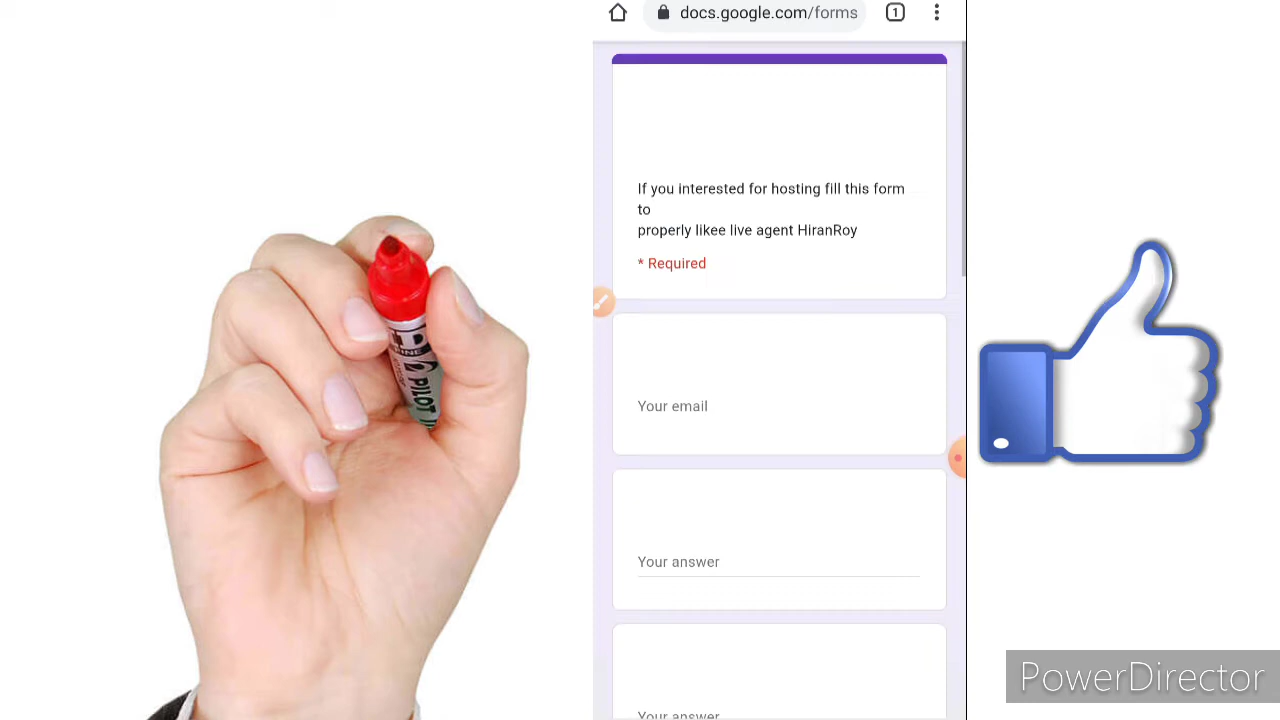 docs.google.com/forms
1
If you interested for hosting fill this form
to
properly likee live agent HiranRoy
* Required
Your email
Your answer
Your answer
FINE
PILOT
PowerDirector